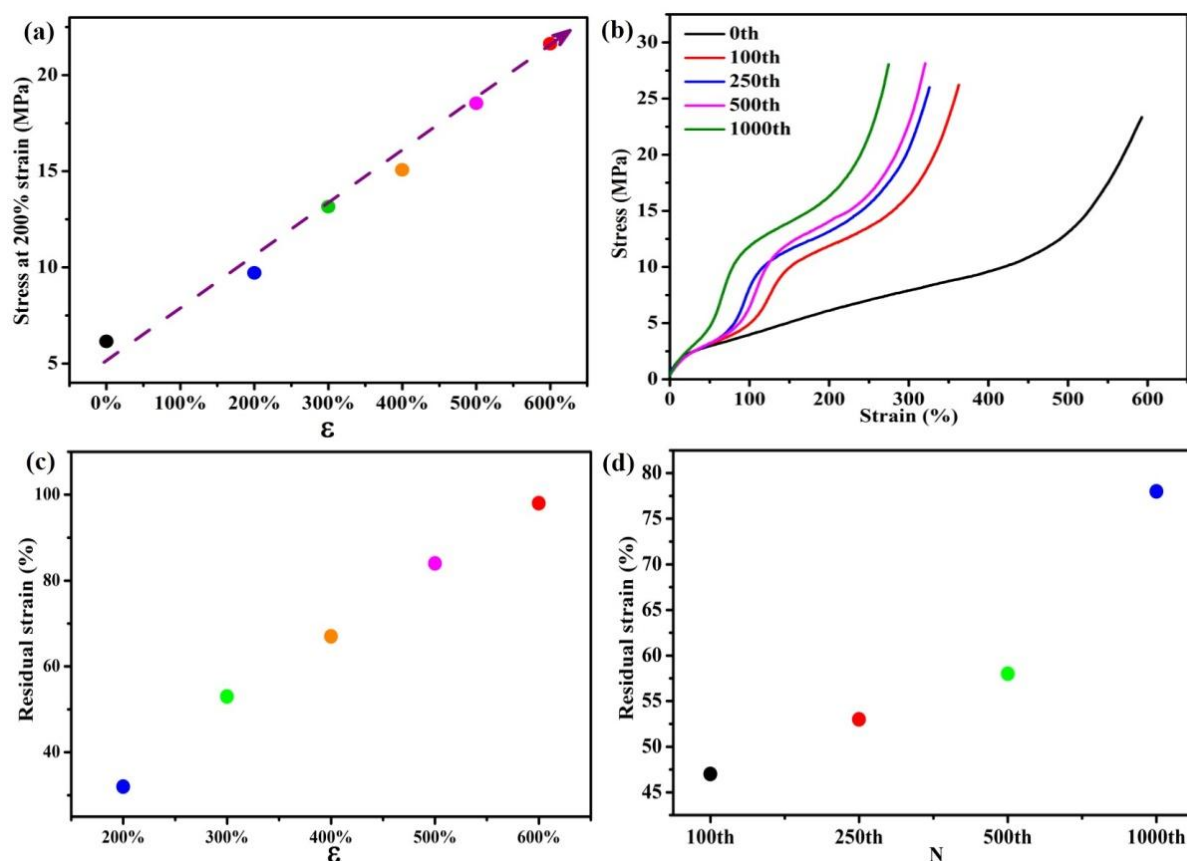 (a)
Stress at 200% strain (MPa)
20
15
10
5
0%
100%
200%
300%
400%
500%
600%
ε
(b)
Stress (MPa)
30
25
20
15
10
5
0
0th
100th
250th
500th
1000th
0
100
200
300
400
500
600
Strain (%)
(c)
Residual strain (%)
100
80
60
40
200%
300%
400%
500%
600%
ε
(d)
Residual strain (%)
80
75
70
65
60
55
50
45
100th
250th
500th
1000th
N